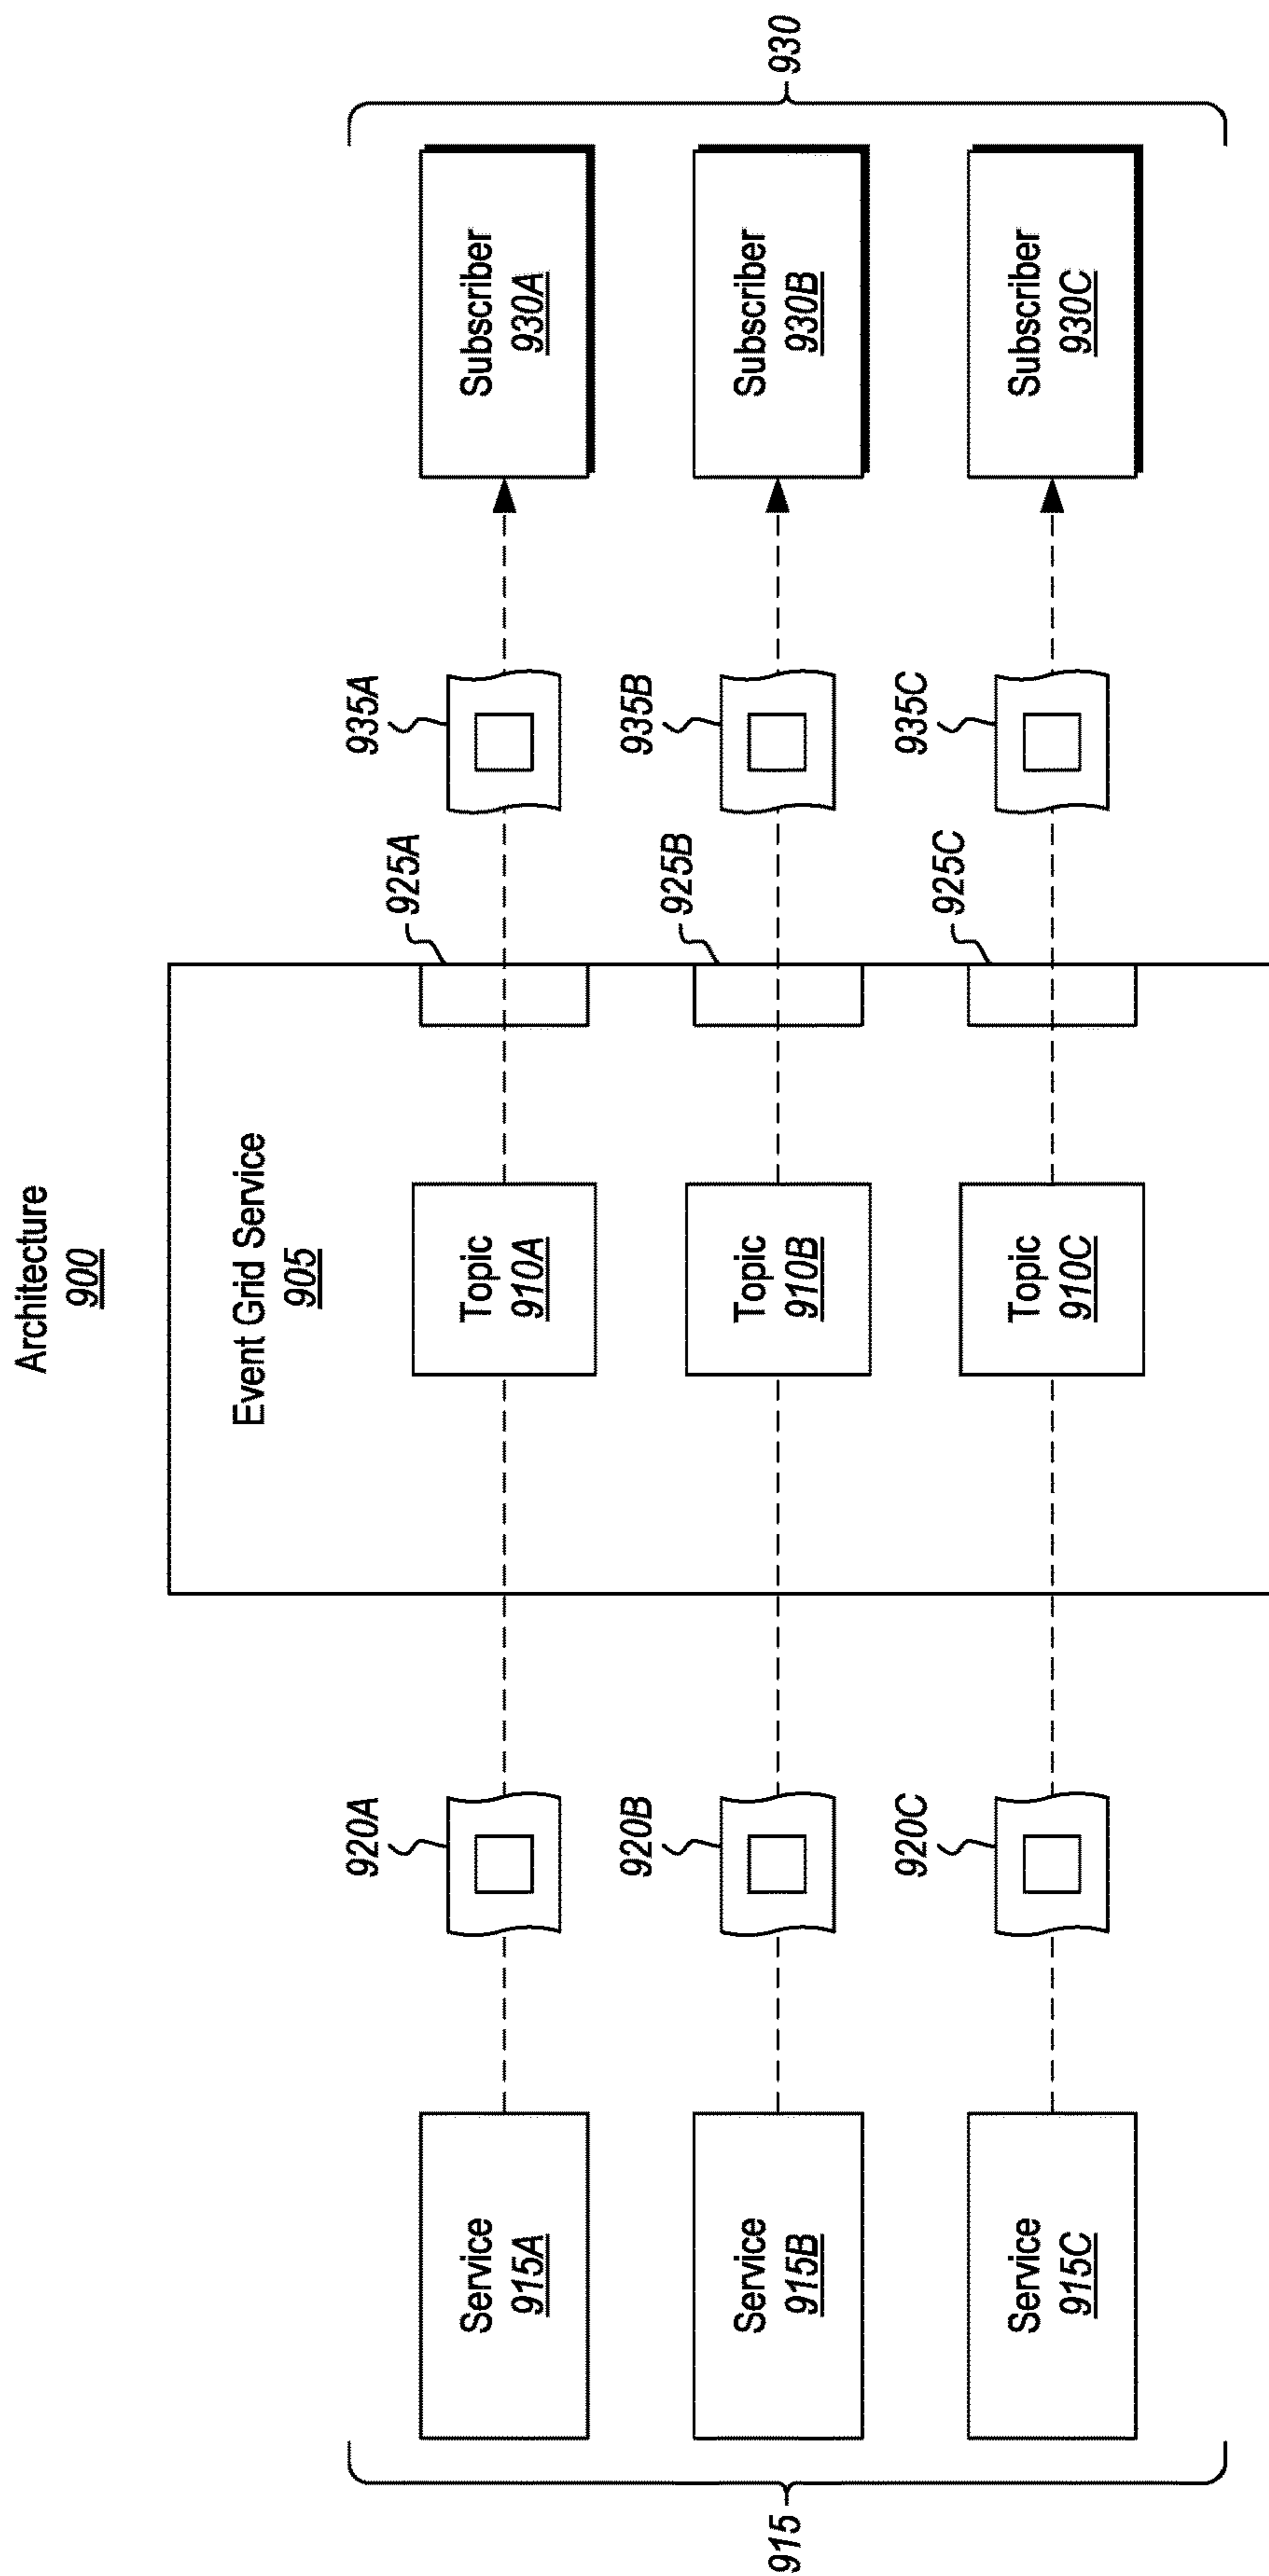 Architecture
900
Event Grid Service
905
915
Service
915A
920A
Topic
910A
925A
935A
Subscriber
930A
Service
915B
920B
Topic
910B
925B
935B
Subscriber
930B
Service
915C
920C
Topic
910C
925C
935C
Subscriber
930C
930